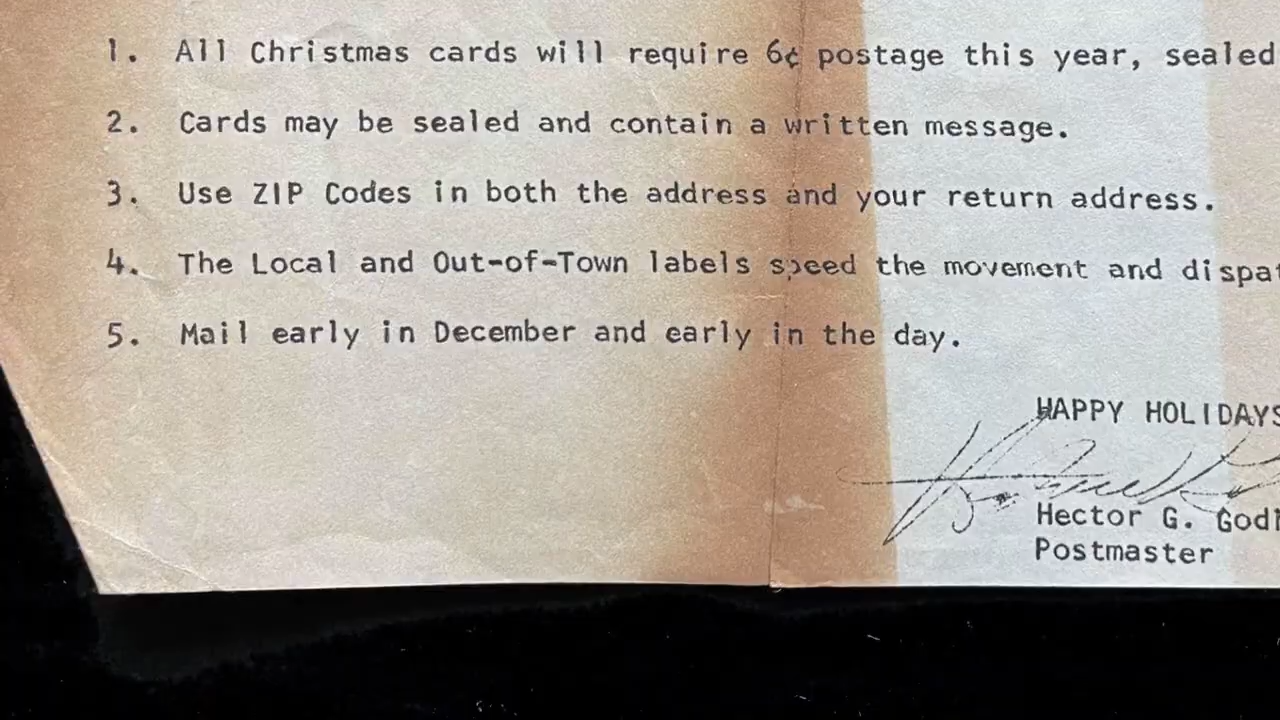 1. All Christmas cards will require 6¢ postage this year, sealed
2. Cards may be sealed and contain a written message.
3. Use ZIP Codes in both the address and your return address.
4. The Local and Out-of-Town labels speed the movement and dispat
5. Mail early in December and early in the day.
HAPPY HOLIDAYS
Hector G. God
Postmaster